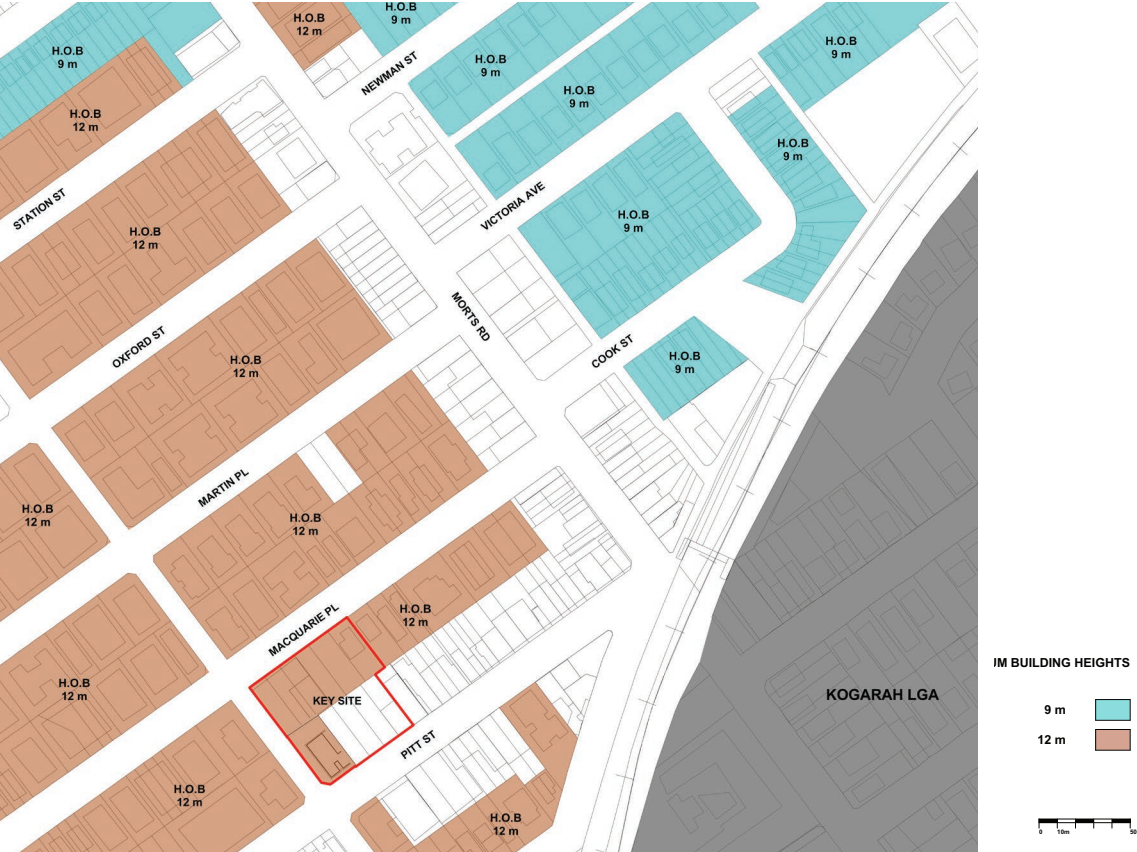 H.O.B
12 m
H.O.B
9 m
H.O.B
9 m
H.O.B
9 m
H.O.B
9 m
NEWMAN ST
H.O.B
9 m
H.O.B
12 m
H.O.B
9 m
STATION ST
VICTORIA AVE
H.O.B
9 m
H.O.B
12 m
MORTS RD
OXFORD ST
COOK ST
H.O.B
12 m
H.O.B
9 m
MARTIN PL
H.O.B
12 m
H.O.B
12 m
MACQUARIE PL
H.O.B
12 m
IM BUILDING HEIGHTS
H.O.B
12 m
KEY SITE
KOGARAH LGA
9 m
PITT ST
12 m
H.O.B
12 m
H.O.B
12 m
0 10m 50